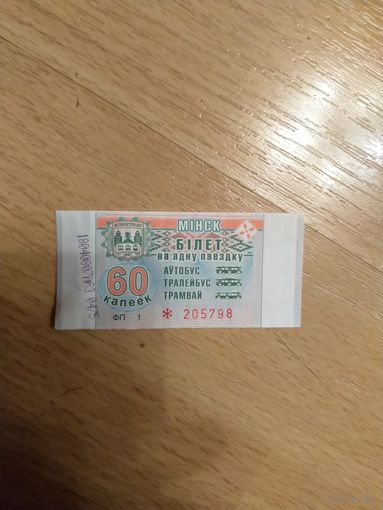 МІНСК
БІЛЕТ
на адну паездку
60
капеек
АЎТОБУС
ТРАЛЕЙБУС
ТРАМВАЙ
ФП 1
* 205798